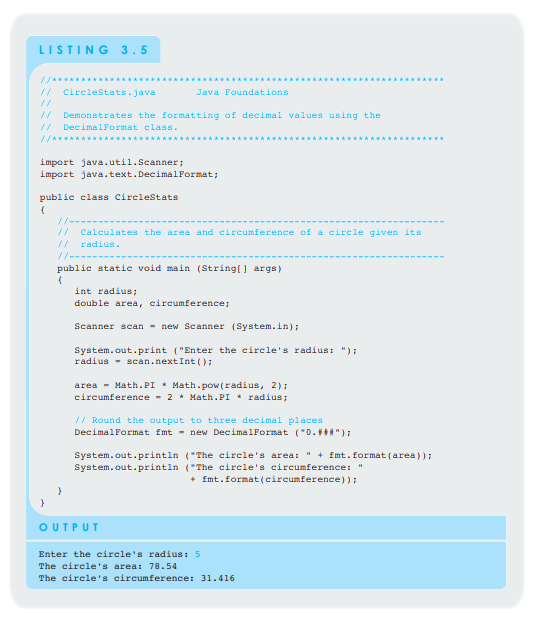 LISTING 3.5
//********************************************************************
//  CircleStats.java       Java Foundations
//
//  Demonstrates the formatting of decimal values using the
//  DecimalFormat class.
//********************************************************************
import java.util.Scanner;
import java.text.DecimalFormat;
public class CircleStats
{
   //-----------------------------------------------------------------
   //  Calculates the area and circumference of a circle given its
   //  radius.
   //-----------------------------------------------------------------
   public static void main (String[] args)
   {
      int radius;
      double area, circumference;
      Scanner scan = new Scanner (System.in);
      System.out.print ("Enter the circle's radius: ");
      radius = scan.nextInt();
      area = Math.PI * Math.pow(radius, 2);
      circumference = 2 * Math.PI * radius;
      // Round the output to three decimal places
      DecimalFormat fmt = new DecimalFormat ("0.###");
      System.out.println ("The circle's area: " + fmt.format(area));
      System.out.println ("The circle's circumference: "
                          + fmt.format(circumference));
   }
}
OUTPUT
Enter the circle's radius: 5
The circle's area: 78.54
The circle's circumference: 31.416